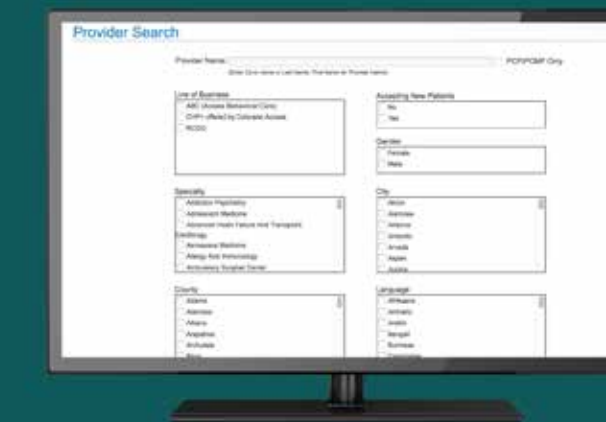 Provider Search
Provider Name:
PCP/PCMP Only
Line of Business
ABC (Access Behavioral Care)
CHP+ offered by Colorado Access
RCCO
Accepting New Patients
No
Yes
Gender
Female
Male
Specialty
Addiction Psychiatry
Adolescent Medicine
Advanced Heart Failure And Transplant
Cardiology
Aerospace Medicine
Allergy And Immunology
Ambulatory Surgical Center
City
Akron
Alamosa
Arvada
Aspen
Aurora
County
Adams
Alamosa
Arapahoe
Archuleta
Language
Afrikaans
Amharic
Arabic
Bengali
Burmese